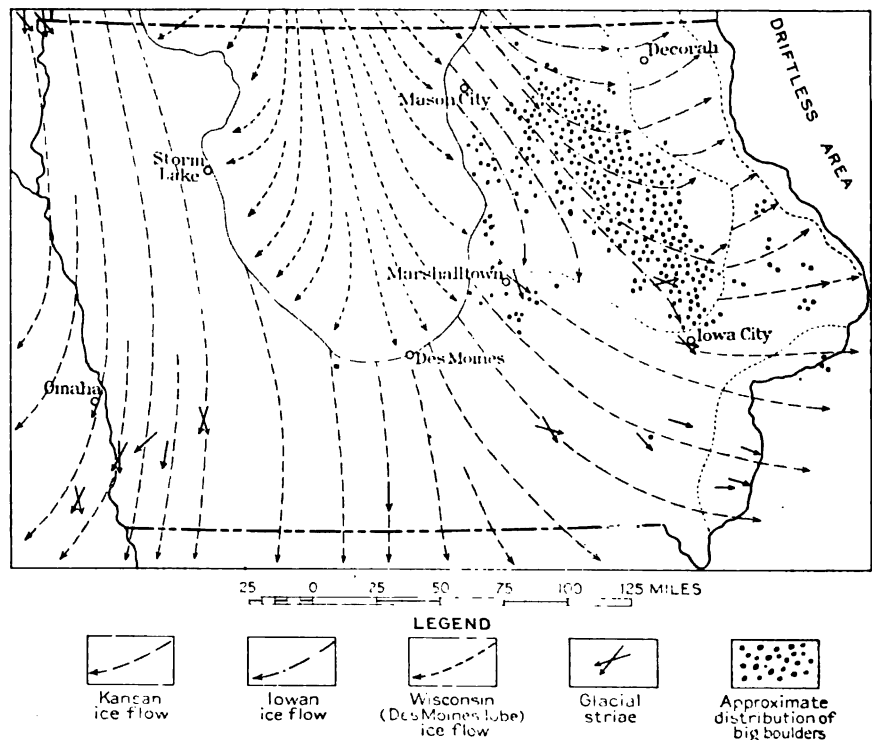 Decorah
DRIFTLESS AREA
Mason City
Storm
Lake
Marshalltown
Iowa City
Des Moines
Omaha
25 0 25 50 75 100 125 MILES
LEGEND
Kansan
ice flow
Iowan
ice flow
Wisconsin
(Des Moines lobe)
ice flow
Glacial
striae
Approximate
distribution of
big boulders